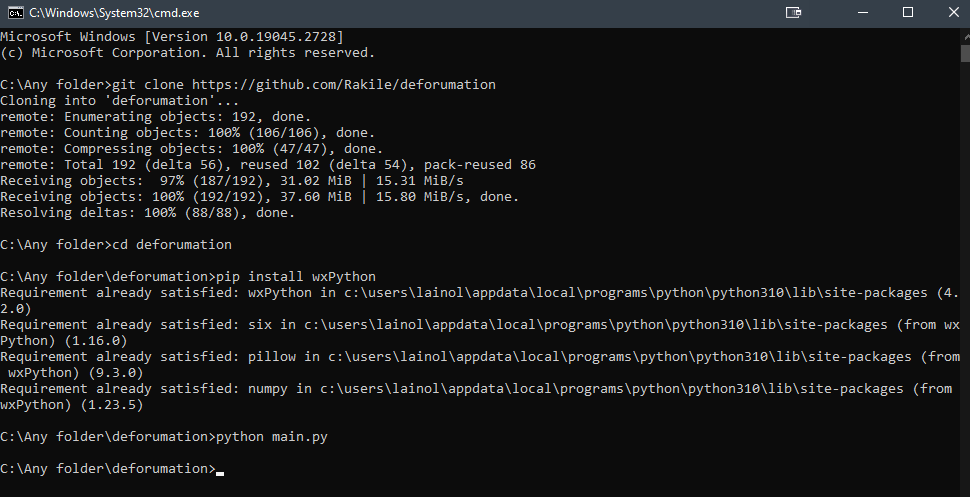 C:\Windows\System32\cmd.exe
Microsoft Windows [Version 10.0.19045.2728]
(c) Microsoft Corporation. All rights reserved.
C:\Any folder>git clone https://github.com/Rakile/deforumation
Cloning into 'deforumation'...
remote: Enumerating objects: 192, done.
remote: Counting objects: 100% (106/106), done.
remote: Compressing objects: 100% (47/47), done.
remote: Total 192 (delta 56), reused 102 (delta 54), pack-reused 86
Receiving objects:  97% (187/192), 31.02 MiB | 15.31 MiB/s
Receiving objects: 100% (192/192), 37.60 MiB | 15.80 MiB/s, done.
Resolving deltas: 100% (88/88), done.
C:\Any folder>cd deforumation
C:\Any folder\deforumation>pip install wxPython
Requirement already satisfied: wxPython in c:\users\lainol\appdata\local\programs\python\python310\lib\site-packages (4.
2.0)
Requirement already satisfied: six in c:\users\lainol\appdata\local\programs\python\python310\lib\site-packages (from wx
Python) (1.16.0)
Requirement already satisfied: pillow in c:\users\lainol\appdata\local\programs\python\python310\lib\site-packages (from
 wxPython) (9.3.0)
Requirement already satisfied: numpy in c:\users\lainol\appdata\local\programs\python\python310\lib\site-packages (from
wxPython) (1.23.5)
C:\Any folder\deforumation>python main.py
C:\Any folder\deforumation>